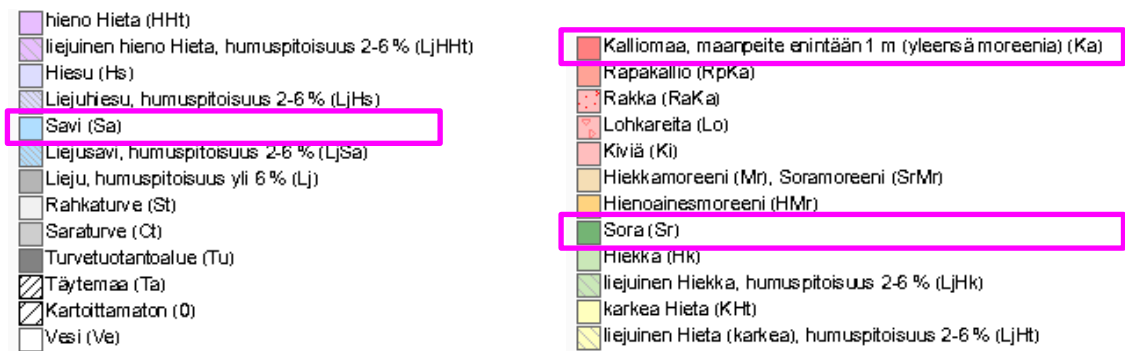 hieno Hieta (HHt)
liejuinen hieno Hieta, humuspitoisuus 2-6 % (LjHHt)
Hiesu (Hs)
Liejuhiesu, humuspitoisuus 2-6 % (LjHs)
Savi (Sa)
Liejusavi, humuspitoisuus 2-6 % (LjSa)
Lieju, humuspitoisuus yli 6 % (Lj)
Rahkaturve (St)
Saraturve (Ct)
Turvetuotantoalue (Tu)
Täytemaa (Ta)
Kartoittamaton (0)
Vesi (Ve)
Kalliomaa, maanpeite enintään 1 m (yleensä moreenia) (Ka)
Rapakallio (RpKa)
Rakka (RaKa)
Lohkareita (Lo)
Kiviä (Ki)
Hiekkamoreeni (Mr), Soramoreeni (SrMr)
Hienoainesmoreeni (HMr)
Sora (Sr)
Hiekka (Hk)
liejuinen Hiekka, humuspitoisuus 2-6 % (LjHk)
karkea Hieta (KHt)
liejuinen Hieta (karkea), humuspitoisuus 2-6 % (LjHt)